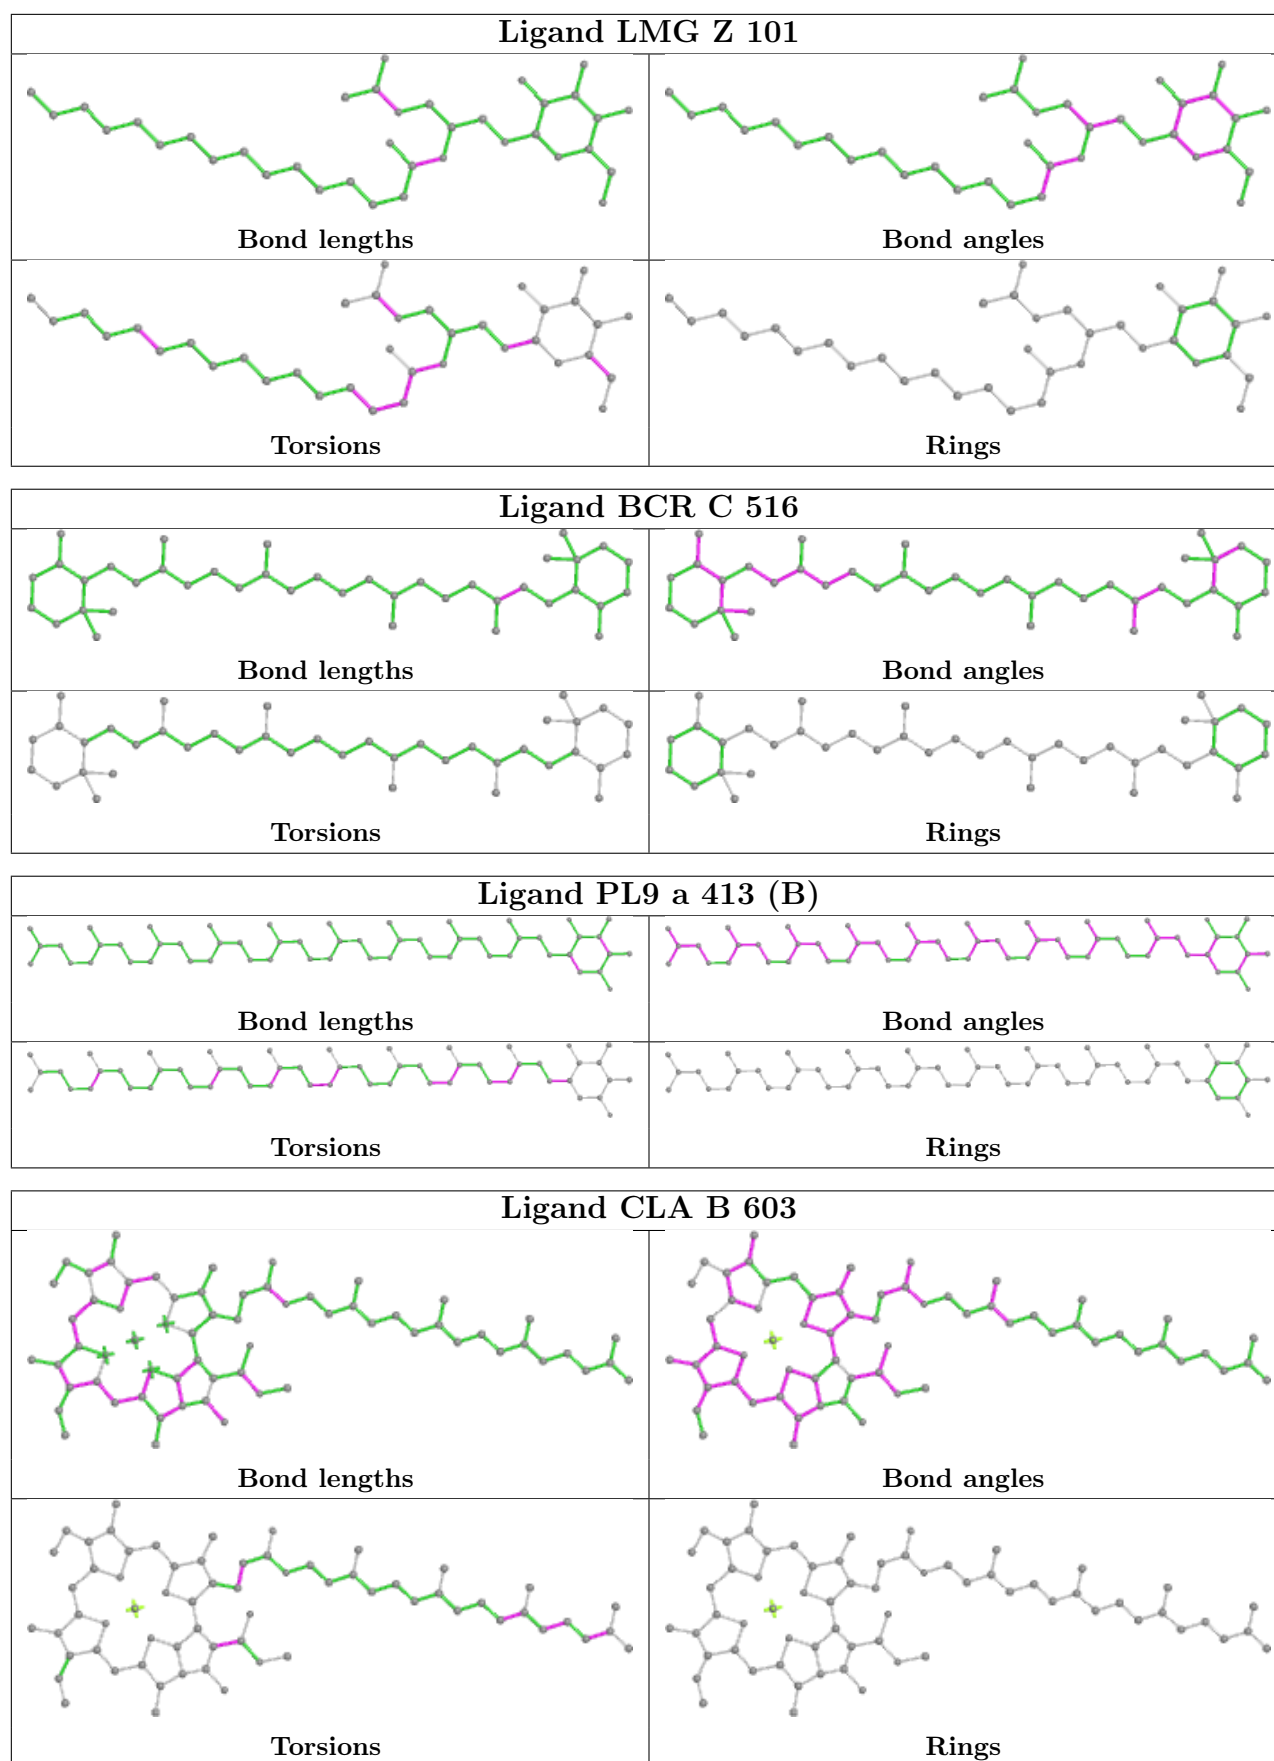 Ligand LMG Z 101
Bond lengths
Bond angles
Torsions
Rings
Ligand BCR C 516
Bond lengths
Bond angles
Torsions
Rings
Ligand PL9 a 413 (B)
Bond lengths
Bond angles
Torsions
Rings
Ligand CLA B 603
Bond lengths
Bond angles
Torsions
Rings